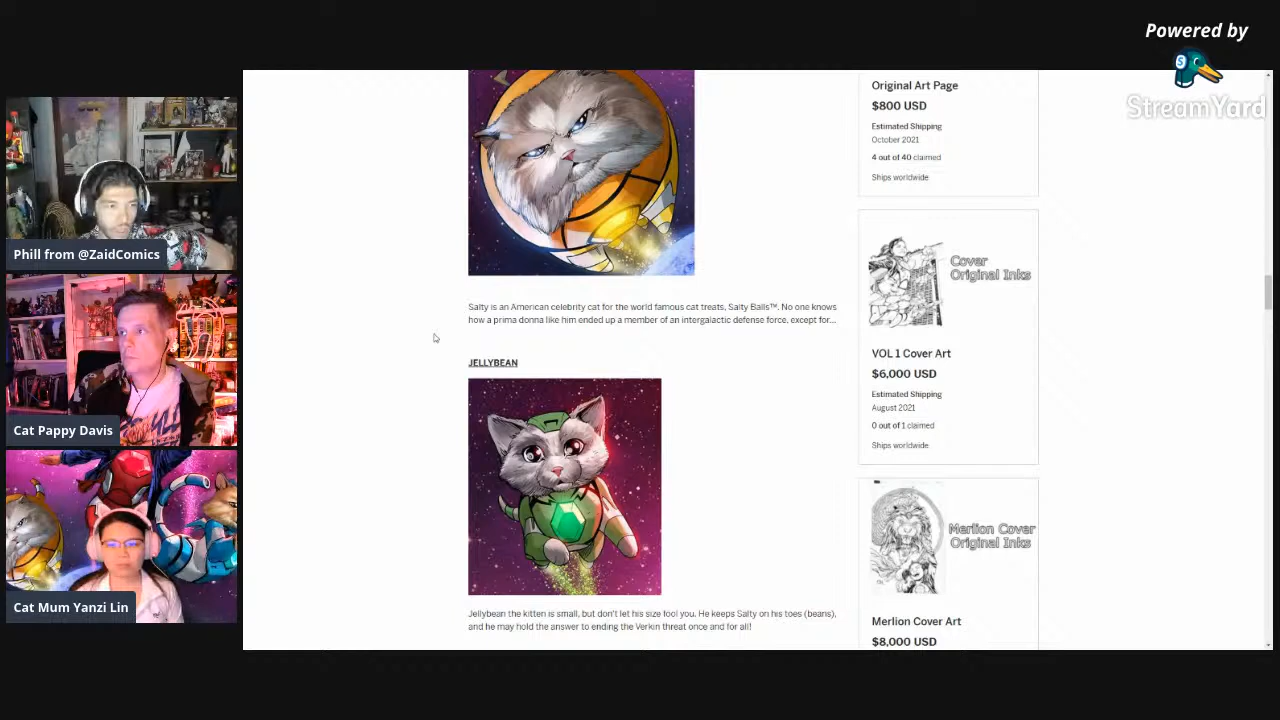 Powered by
StreamYard
Phill from @ZaidComics
Cat Pappy Davis
Cat Mum Yanzi Lin
Salty is an American celebrity cat for the world famous cat treats, Salty Balls™. No one knows
how a prima donna like him ended up a member of an intergalactic defense force, except for...
JELLYBEAN
Jellybean the kitten is small, but don't let his size fool you. He keeps Salty on his toes (beans),
and he may hold the answer to ending the Verkin threat once and for all!
Original Art Page
$800 USD
Estimated Shipping
October 2021
4 out of 40 claimed
Ships worldwide
Cover
Original Inks
VOL 1 Cover Art
$6,000 USD
Estimated Shipping
August 2021
0 out of 1 claimed
Ships worldwide
Merlion Cover
Original Inks
Merlion Cover Art
$8,000 USD